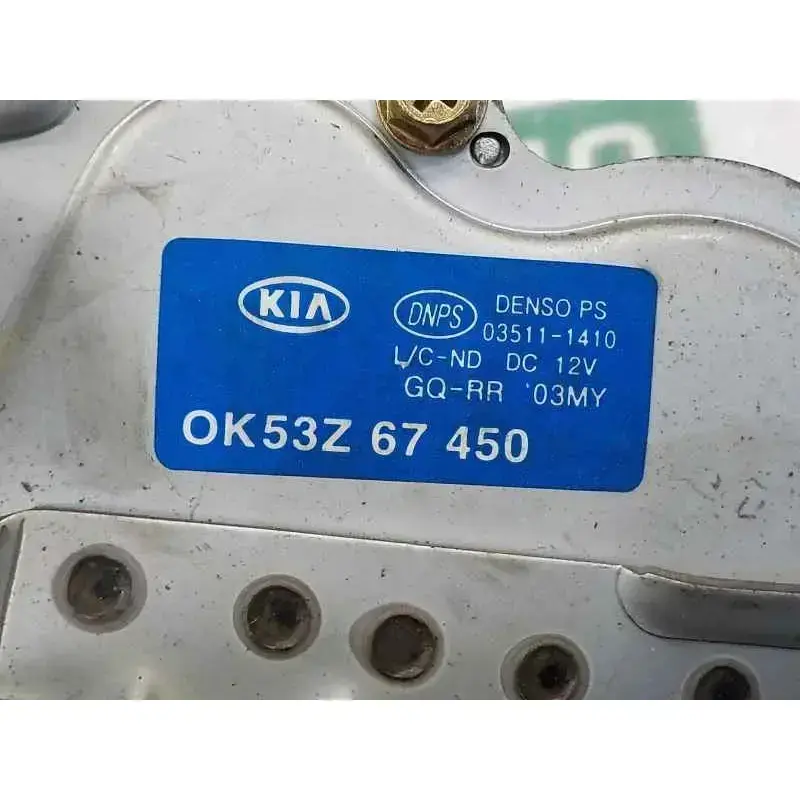 KIA
DNPS
DENSO PS
03511-1410
L/C-ND DC 12V
GQ-RR '03MY
OK53Z 67 450